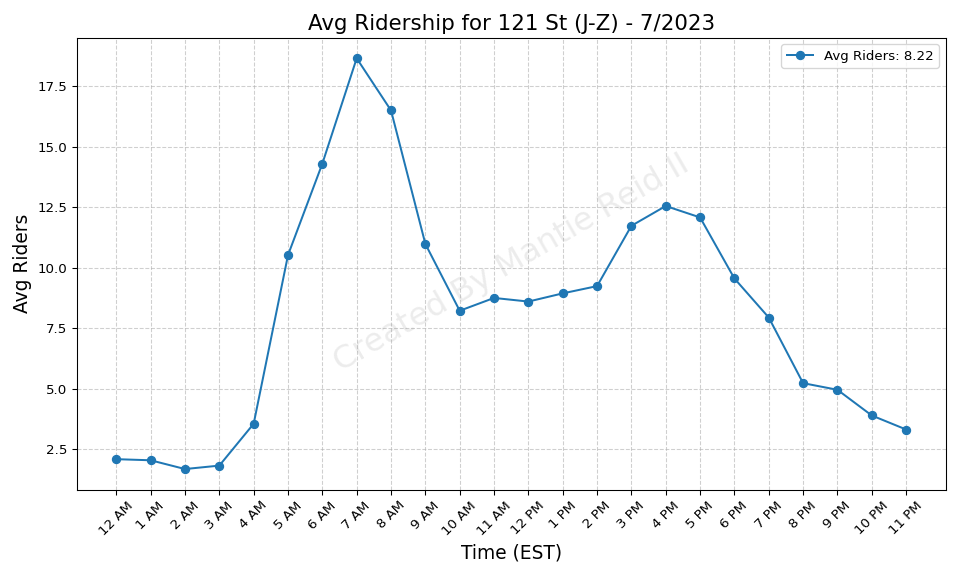 Avg Ridership for 121 St (J-Z) - 7/2023
Avg Riders: 8.22
Avg Riders
17.5
15.0
12.5
10.0
7.5
5.0
2.5
Created By Mantie Reid II
12 AM 1 AM 2 AM 3 AM 4 AM 5 AM 6 AM 7 AM 8 AM 9 AM 10 AM 11 AM 12 PM 1 PM 2 PM 3 PM 4 PM 5 PM 6 PM 7 PM 8 PM 9 PM 10 PM 11 PM
Time (EST)